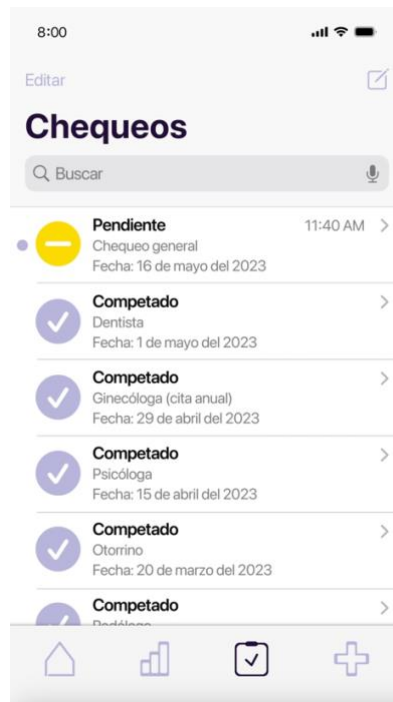 8:00
Editar
Chequeos
Buscar
Pendiente 11:40 AM
Chequeo general
Fecha: 16 de mayo del 2023
Competado
Dentista
Fecha: 1 de mayo del 2023
Competado
Ginecóloga (cita anual)
Fecha: 29 de abril del 2023
Competado
Psicóloga
Fecha: 15 de abril del 2023
Competado
Otorrino
Fecha: 20 de marzo del 2023
Competado